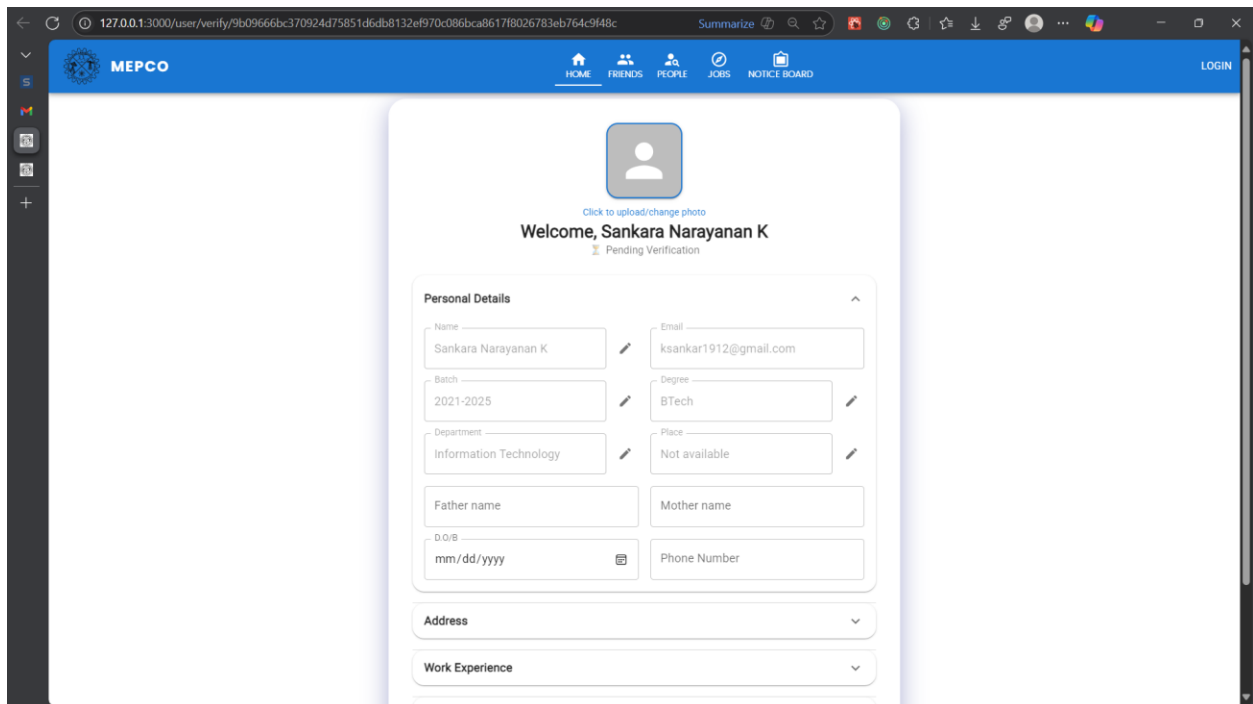 127.0.0.1:3000/user/verify/9b09666bc370924d75851d6db8132ef970c086bca8617f8026783eb764c9f48c
Summarize
MEPCO
HOME FRIENDS PEOPLE JOBS NOTICE BOARD
LOGIN
Click to upload/change photo
Welcome, Sankara Narayanan K
Pending Verification
Personal Details
Name Email
Sankara Narayanan K ksankar1912@gmail.com
Batch Degree
2021-2025 BTech
Department Place
Information Technology Not available
Father name Mother name
D.O/B
mm/dd/yyyy Phone Number
Address
Work Experience